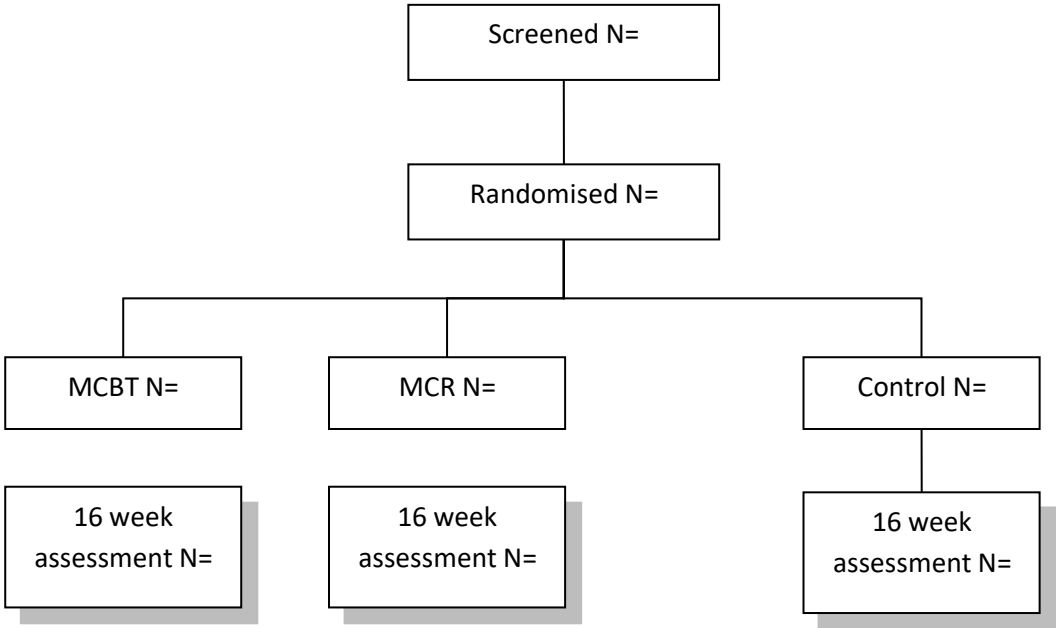 Screened N=
Randomised N=
MCBT N=
MCR N=
Control N=
16 week
assessment N=
16 week
assessment N=
16 week
assessment N=